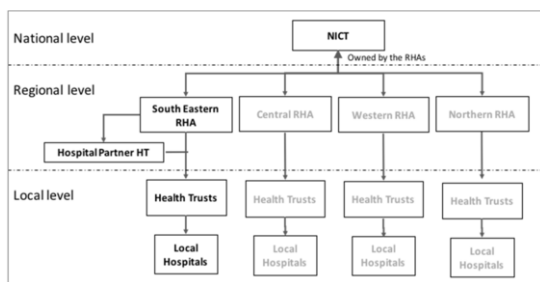 National level
NICT
Owned by the RHAs
Regional level
South Eastern
RHA
Central RHA
Western RHA
Northern RHA
Hospital Partner HT
Local level
Health Trusts
Health Trusts
Health Trusts
Health Trusts
Local
Hospitals
Local
Hospitals
Local
Hospitals
Local
Hospitals